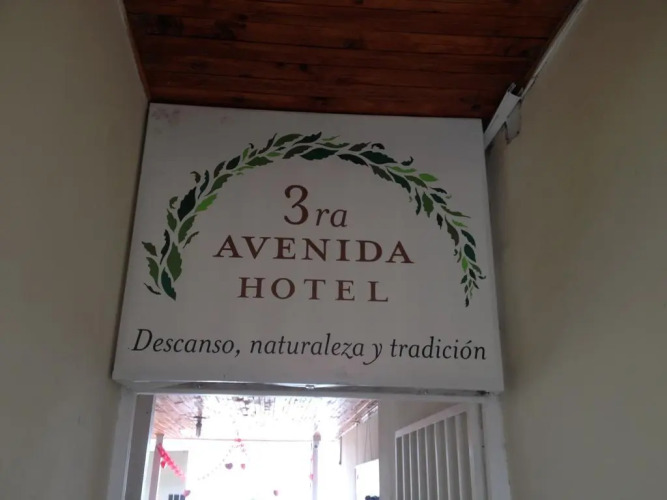 3ra
AVENIDA
HOTEL
Descanso, naturaleza y tradición